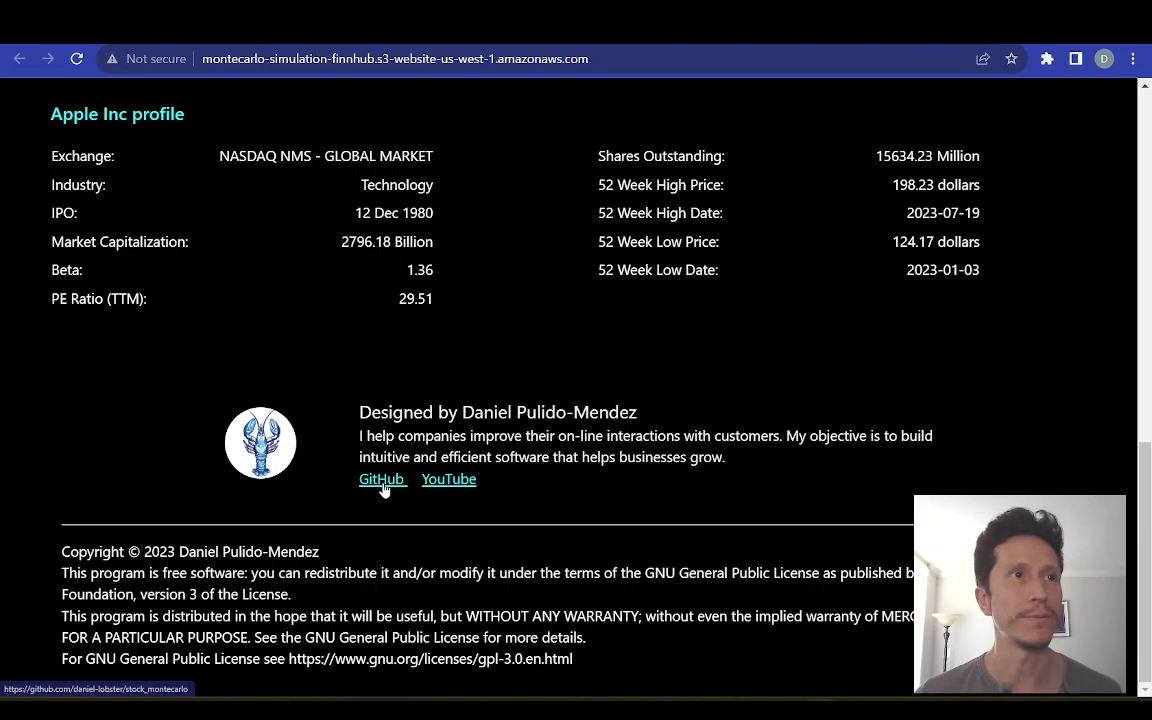 Not secure montecarlo-simulation-finnhub.s3-website-us-west-1.amazonaws.com D
Apple Inc profile
Exchange: NASDAQ NMS - GLOBAL MARKET Shares Outstanding: 15634.23 Million
Industry: Technology 52 Week High Price: 198.23 dollars
IPO: 12 Dec 1980 52 Week High Date: 2023-07-19
Market Capitalization: 2796.18 Billion 52 Week Low Price: 124.17 dollars
Beta: 1.36 52 Week Low Date: 2023-01-03
PE Ratio (TTM): 29.51
Designed by Daniel Pulido-Mendez
I help companies improve their on-line interactions with customers. My objective is to build
intuitive and efficient software that helps businesses grow.
GitHub YouTube
Copyright © 2023 Daniel Pulido-Mendez
This program is free software: you can redistribute it and/or modify it under the terms of the GNU General Public License as published b
Foundation, version 3 of the License.
This program is distributed in the hope that it will be useful, but WITHOUT ANY WARRANTY; without even the implied warranty of MERC
FOR A PARTICULAR PURPOSE. See the GNU General Public License for more details.
For GNU General Public License see https://www.gnu.org/licenses/gpl-3.0.en.html
https://github.com/daniel-lobster/stock_montecarlo